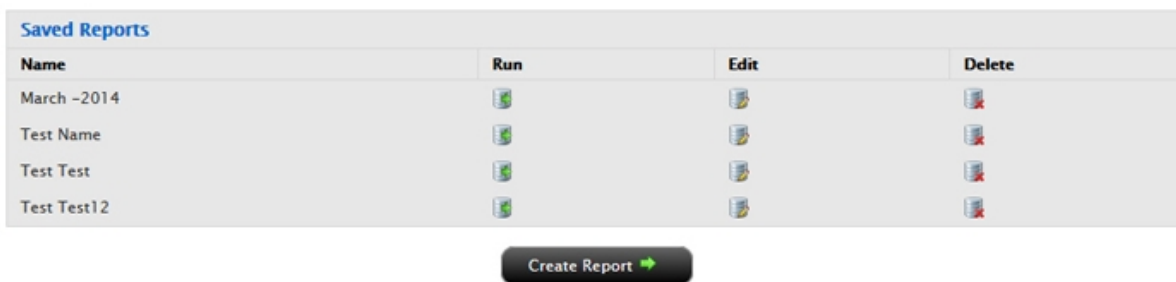 Saved Reports
Name Run Edit Delete
March -2014
Test Name
Test Test
Test Test12
Create Report